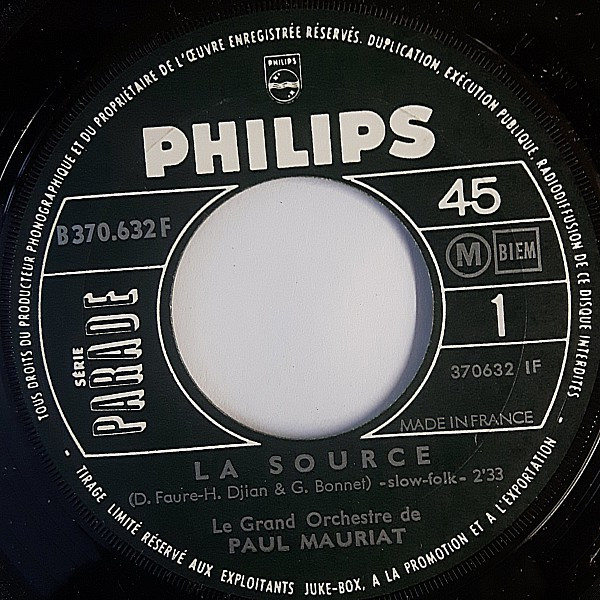 TOUS DROITS DU PRODUCTEUR PHONOGRAPHIQUE ET DU PROPRIÉTAIRE DE L'ŒUVRE ENREGISTRÉE RÉSERVÉS. DUPLICATION, EXÉCUTION PUBLIQUE, RADIODIFFUSION DE CE DISQUE INTERDITES
PHILIPS
PHILIPS
B 370.632 F
45
M BIEM
SÉRIE
PARADE
1
370632 1F
MADE IN FRANCE
LA SOURCE
(D. Faure-H. Djian & G. Bonnet) -slow-folk- 2'33
Le Grand Orchestre de
PAUL MAURIAT
- TIRAGE LIMITÉ RÉSERVÉ AUX EXPLOITANTS JUKE-BOX, A LA PROMOTION ET A L'EXPORTATION -